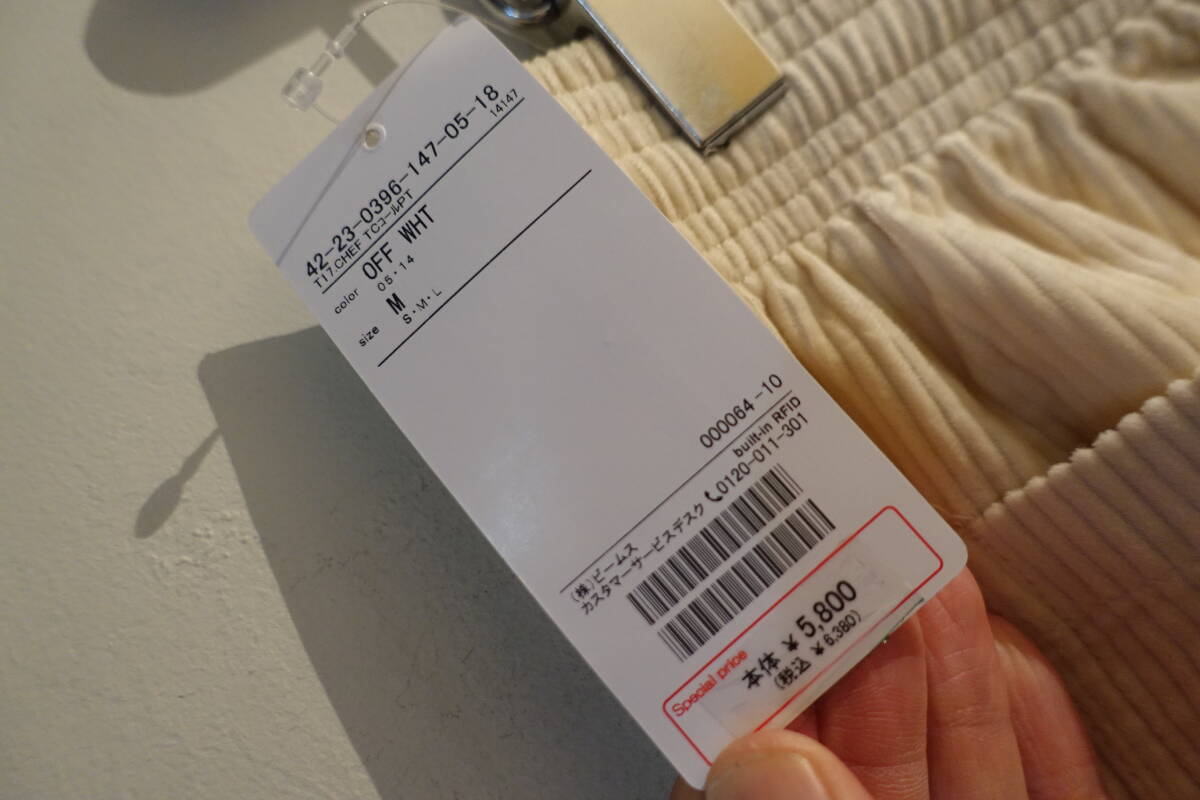 42-23-0396-147-05-18
14147
T17.CHEF TCコールPT
color OFF WHT
05・14
size M
S・M・L
000064-10
built-in RFID
(株)ビームス
カスタマーサービスデスク 0120-011-301
Special price
本体 ¥5,800
(税込 ¥6,380)